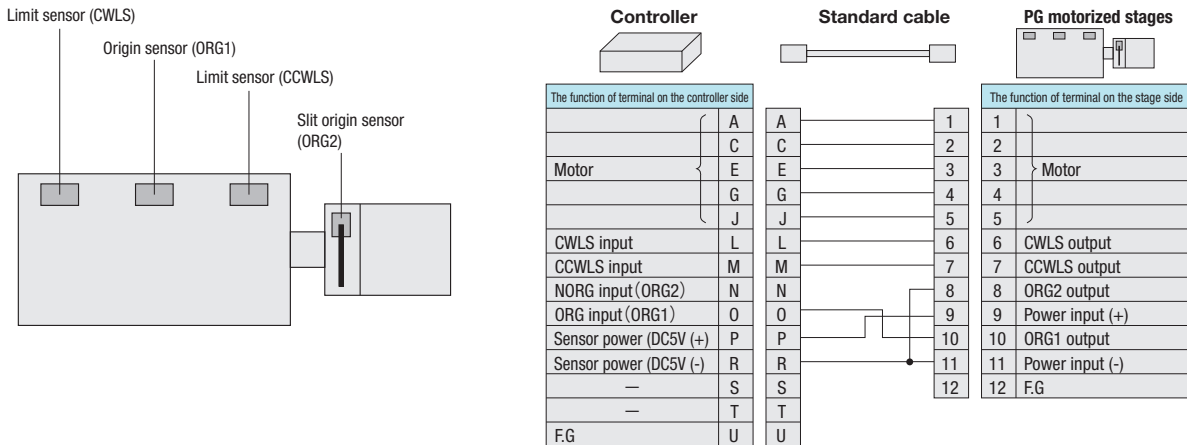 Limit sensor (CWLS)
Origin sensor (ORG1)
Limit sensor (CCWLS)
Slit origin sensor
(ORG2)
Controller
Standard cable
PG motorized stages
The function of terminal on the controller side
The function of terminal on the stage side
A A 1 1
C C 2 2
Motor E E 3 3 Motor
G G 4 4
J J 5 5
CWLS input L L 6 6 CWLS output
CCWLS input M M 7 7 CCWLS output
NORG input (ORG2) N N 8 8 ORG2 output
ORG input (ORG1) O O 9 9 Power input (+)
Sensor power (DC5V (+) P P 10 10 ORG1 output
Sensor power (DC5V (-) R R 11 11 Power input (-)
— S S 12 12 F.G
— T T
F.G U U